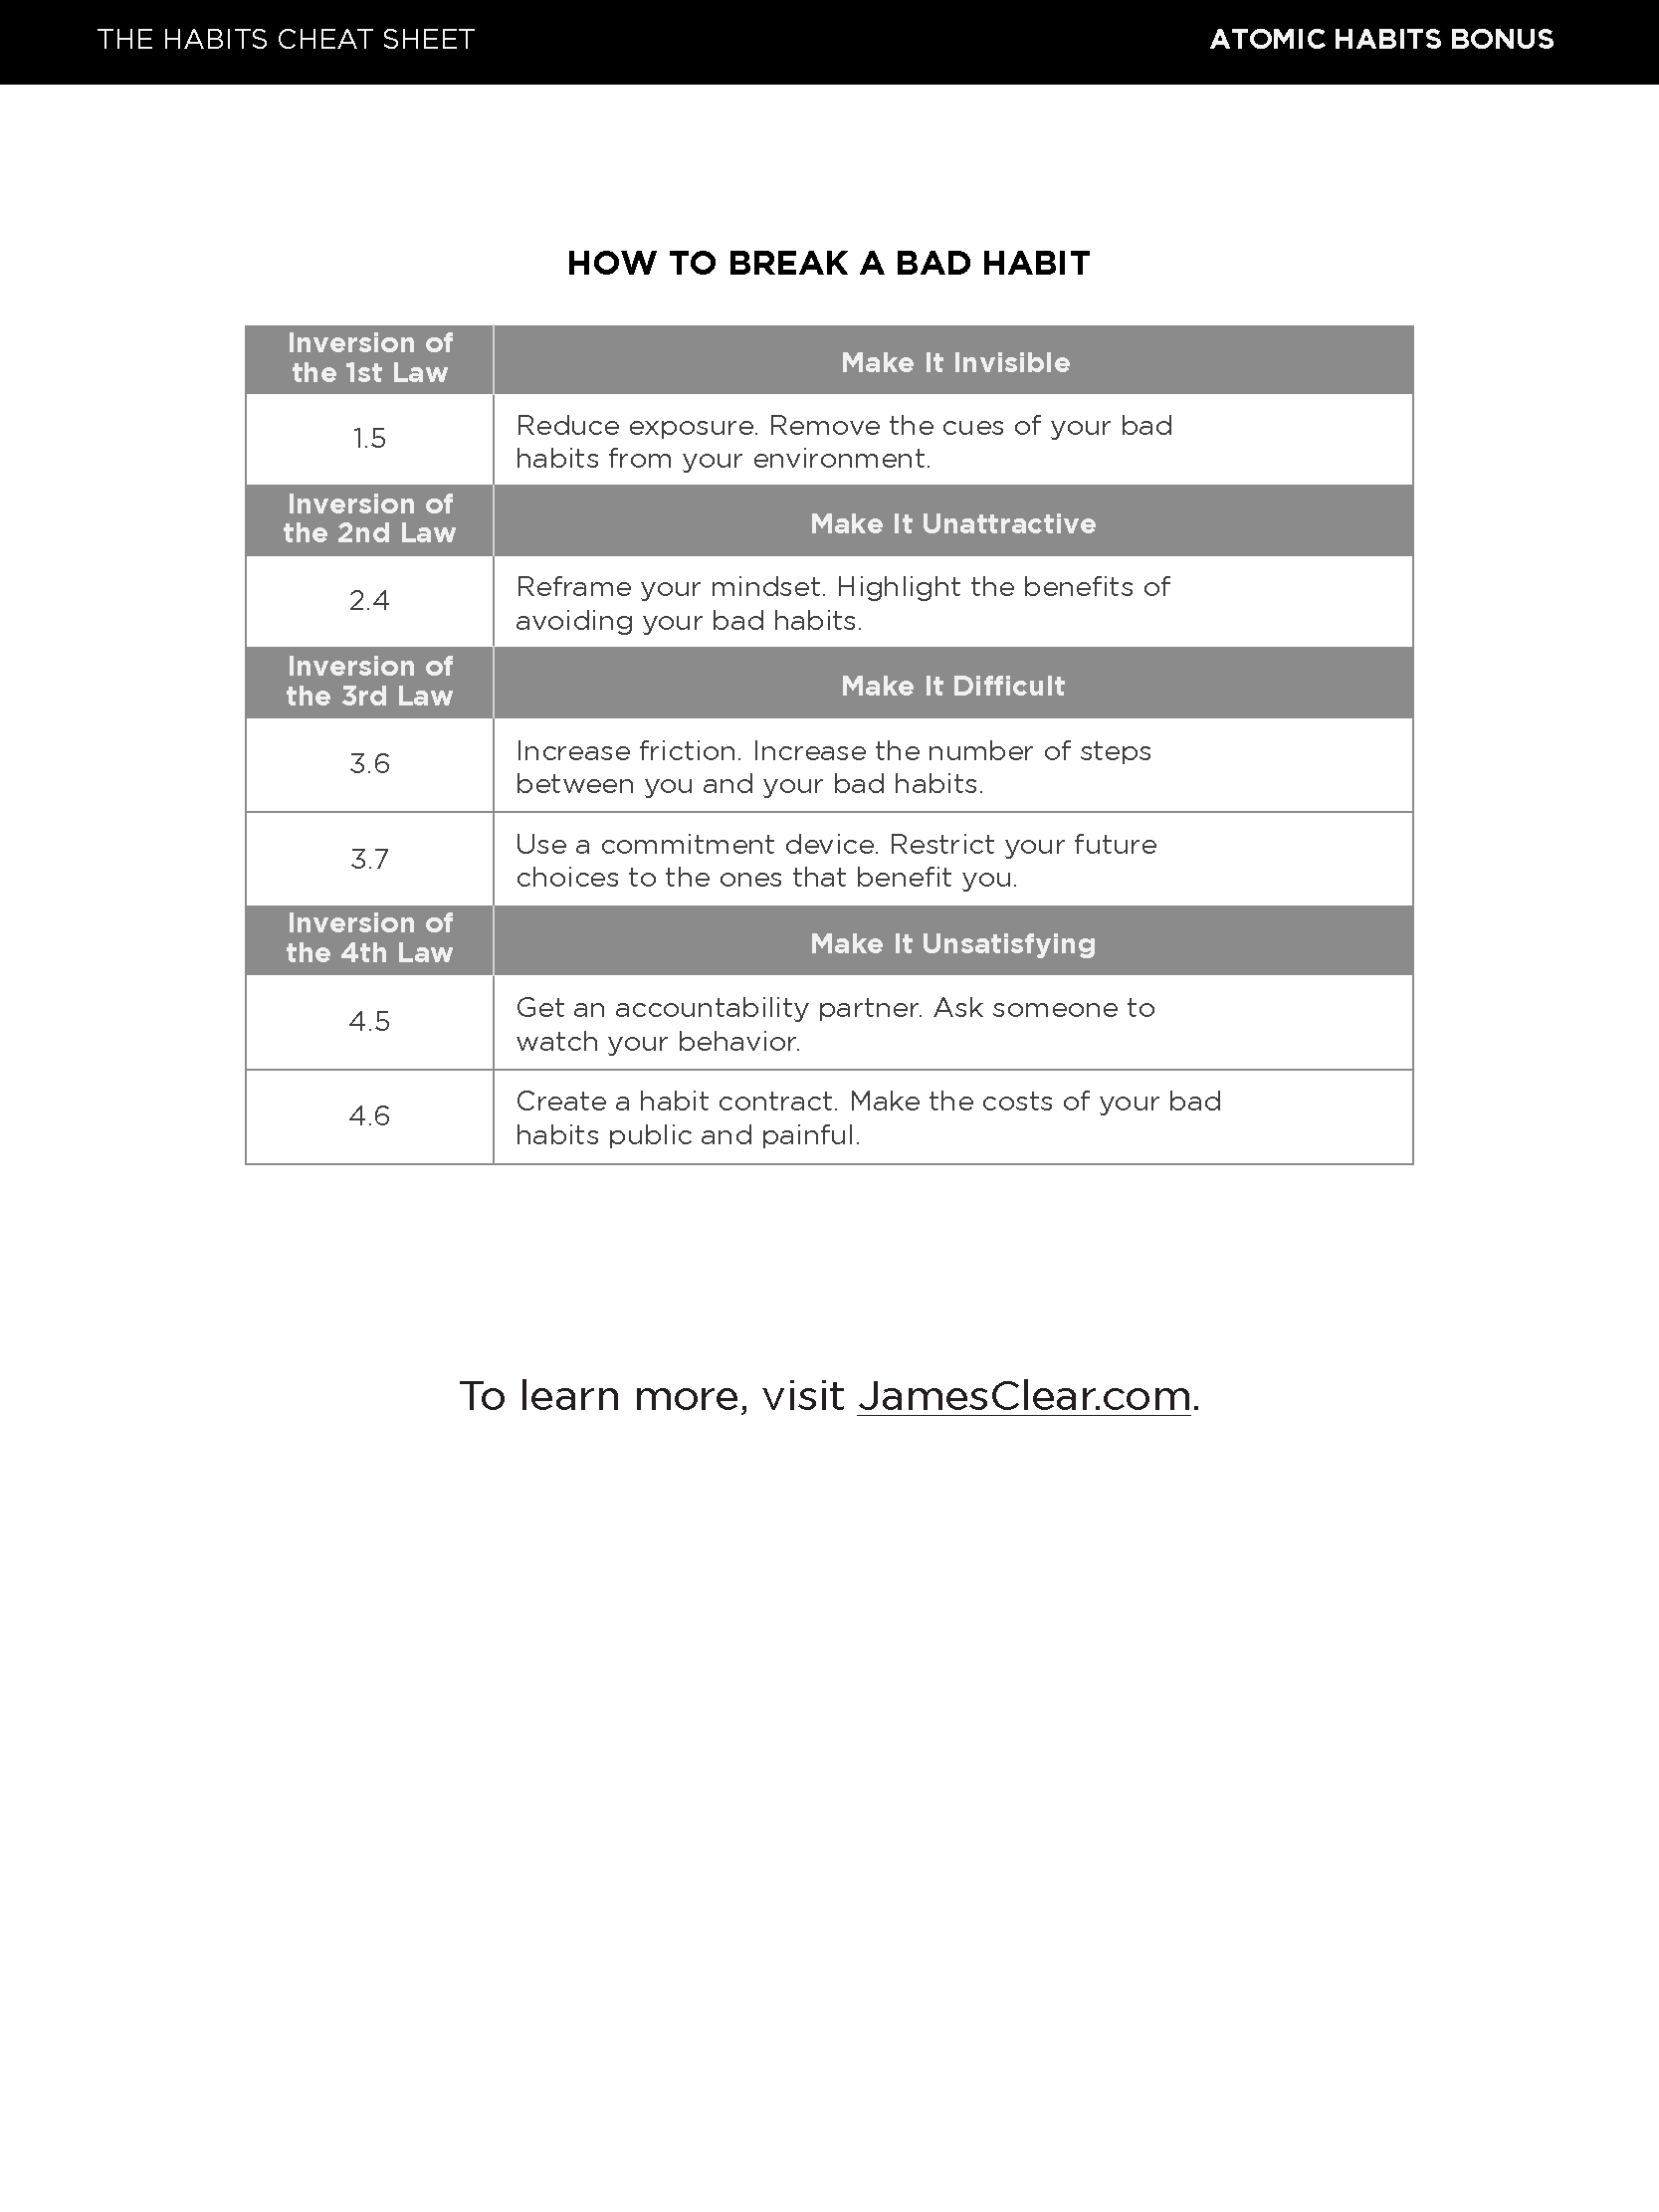 THE HABITS CHEAT SHEET
ATOMIC HABITS BONUS
HOW TO BREAK A BAD HABIT
Inversion of
the 1st Law
Make It Invisible
1.5
Reduce exposure. Remove the cues of your bad
habits from your environment.
Inversion of
the 2nd Law
Make It Unattractive
2.4
Reframe your mindset. Highlight the benefits of
avoiding your bad habits.
Inversion of
the 3rd Law
Make It Difficult
3.6
Increase friction. Increase the number of steps
between you and your bad habits.
3.7
Use a commitment device. Restrict your future
choices to the ones that benefit you.
Inversion of
the 4th Law
Make It Unsatisfying
4.5
Get an accountability partner. Ask someone to
watch your behavior.
4.6
Create a habit contract. Make the costs of your bad
habits public and painful.
To learn more, visit JamesClear.com.